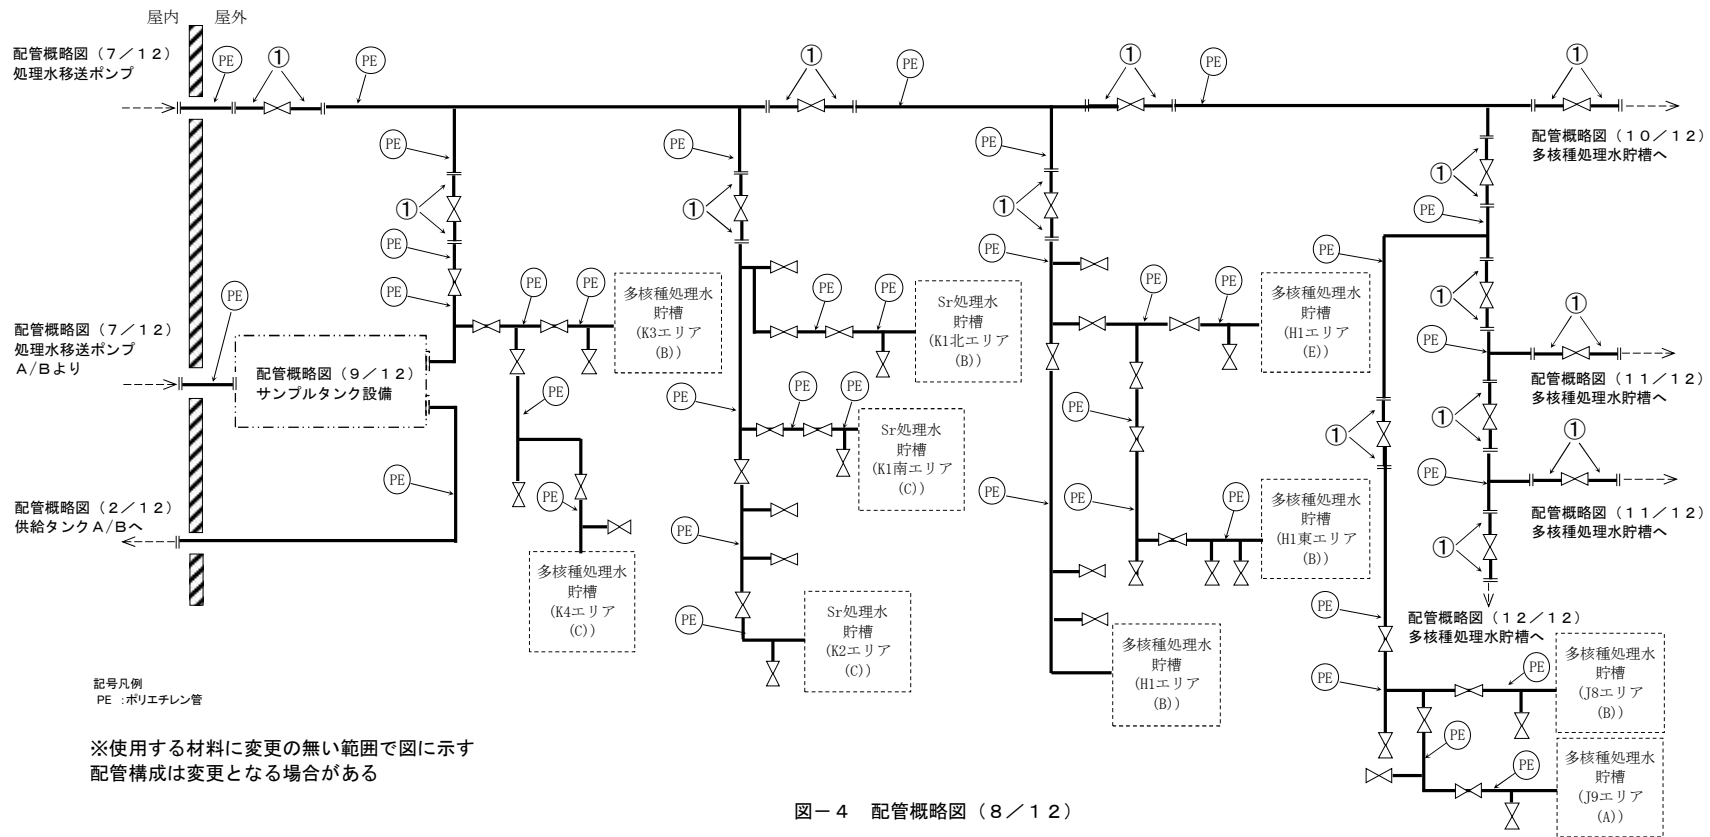 屋内 屋外
配管概略図（７／１２）
処理水移送ポンプ
PE
①
PE
①
PE
①
PE
①
配管概略図（１０／１２）
多核種処理水貯槽へ
PE
①
PE
PE
PE
①
PE
①
PE
①
PE
PE
配管概略図（７／１２）
処理水移送ポンプ
Ａ/Ｂより
PE
配管概略図（９／１２）
サンプルタンク設備
PE
PE
多核種処理水
貯槽
(K3エリア
(B))
PE
PE
多核種処理水
貯槽
(K4エリア
(C))
PE
配管概略図（２／１２）
供給タンクＡ/Ｂへ
PE
PE
Sr処理水
貯槽
(K1北エリア
(B))
PE
PE
PE
Sr処理水
貯槽
(K1南エリア
(C))
PE
PE
Sr処理水
貯槽
(K2エリア
(C))
PE
PE
PE
多核種処理水
貯槽
(H1エリア
(E))
PE
PE
PE
PE
多核種処理水
貯槽
(H1東エリア
(B))
多核種処理水
貯槽
(H1エリア
(B))
PE
①
①
PE
①
配管概略図（１１／１２）
多核種処理水貯槽へ
①
①
PE
①
配管概略図（１１／１２）
多核種処理水貯槽へ
①
配管概略図（１２／１２）
多核種処理水貯槽へ
PE
PE
PE
多核種処理水
貯槽
(J8エリア
(B))
PE
PE
多核種処理水
貯槽
(J9エリア
(A))
記号凡例
PE ：ポリエチレン管
※使用する材料に変更の無い範囲で図に示す
配管構成は変更となる場合がある
図－４ 配管概略図（８／１２）